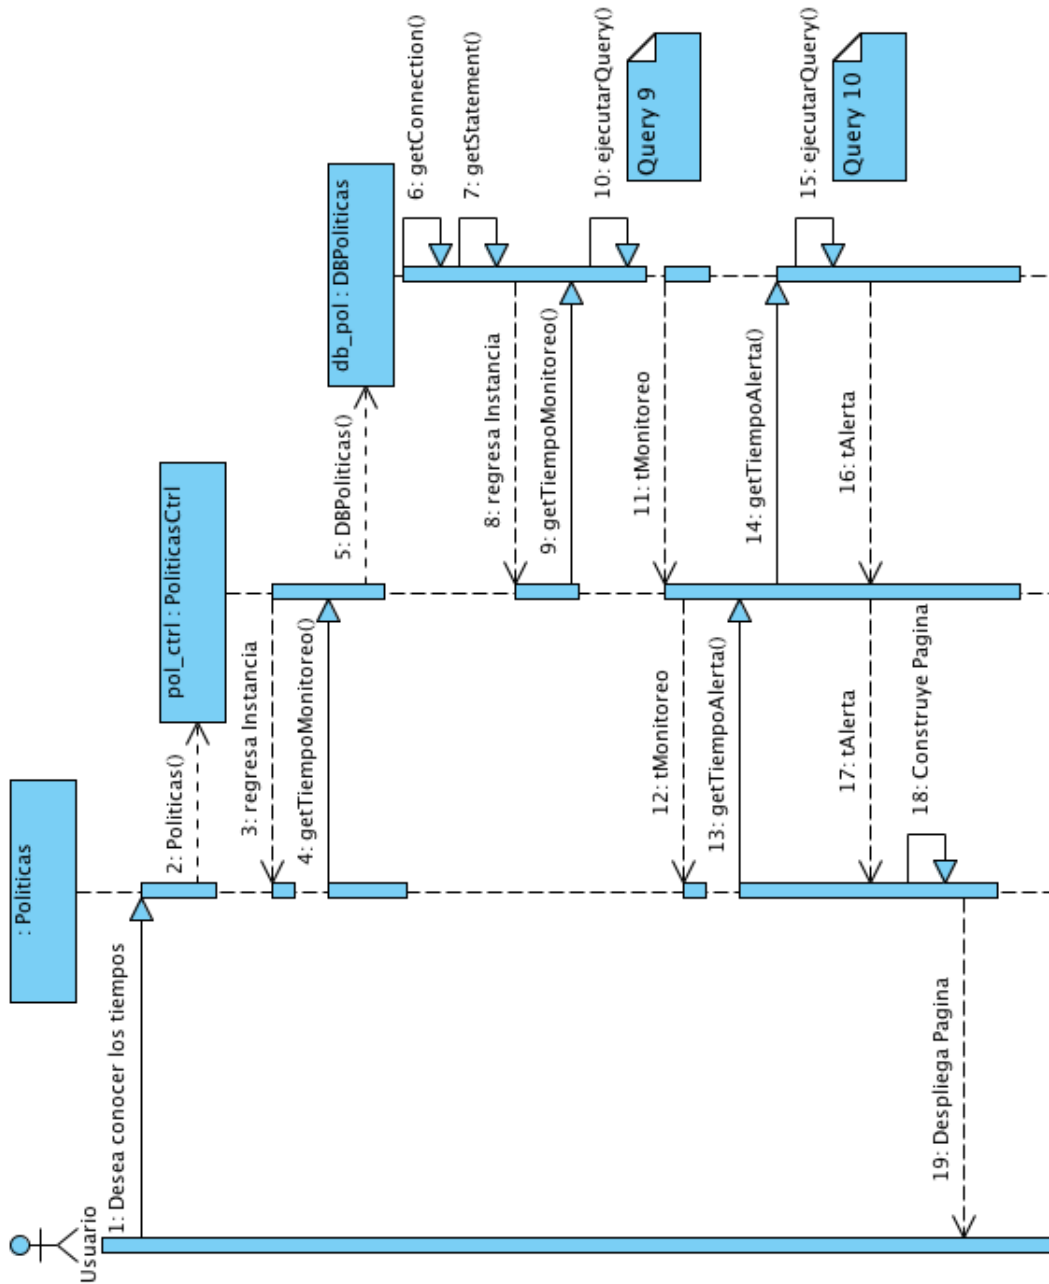 Usuario
: Politicas
pol_ctrl : PoliticasCtrl
db_pol : DBPoliticas
1: Desea conocer los tiempos
2: Politicas()
3: regresa Instancia
4: getTiempoMonitoreo()
5: DBPoliticas()
6: getConnection()
7: getStatement()
8: regresa Instancia
9: getTiempoMonitoreo()
10: ejecutarQuery()
Query 9
11: tMonitoreo
12: tMonitoreo
13: getTiempoAlerta()
14: getTiempoAlerta()
15: ejecutarQuery()
Query 10
16: tAlerta
17: tAlerta
18: Construye Pagina
19: Despliega Pagina